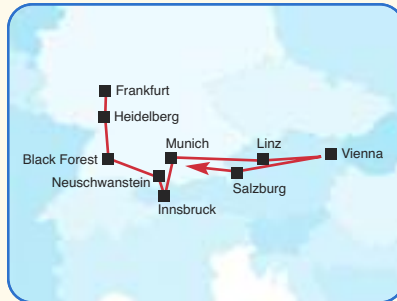 Frankfurt
Heidelberg
Munich
Linz
Vienna
Black Forest
Neuschwanstein
Salzburg
Innsbruck